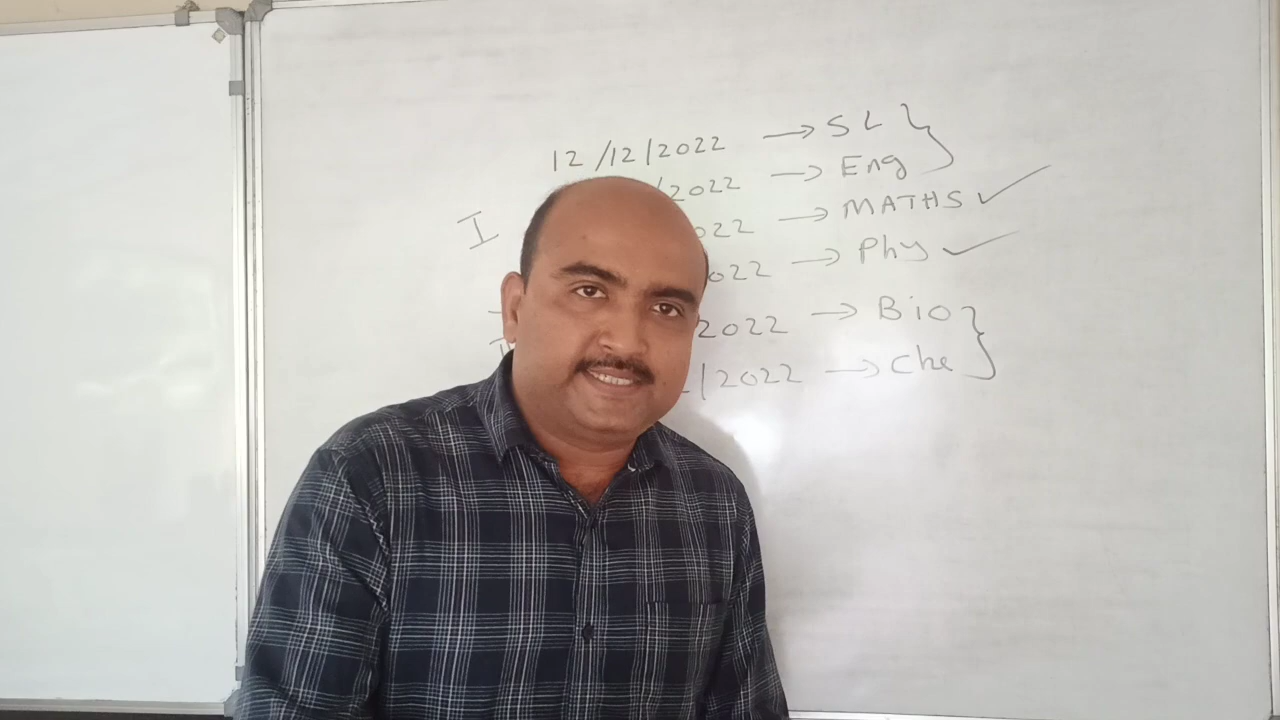 12/12/2022 → SL }
/2022 → Eng
I 022 → MATHS ✓
022 → Phy ✓
2022 → Bio }
/2022 → Che